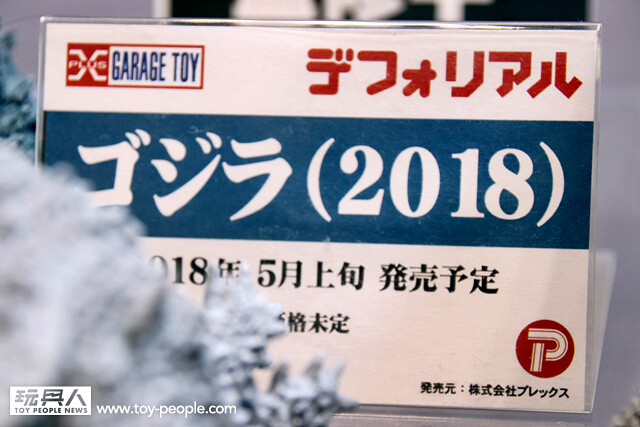 X PLUS GARAGE TOY
デフォリアル
ゴジラ(2018)
018年 5月上旬 発売予定
格未定
P
発売元：株式会社プレックス
玩具人
TOY PEOPLE NEWS www.toy-people.com